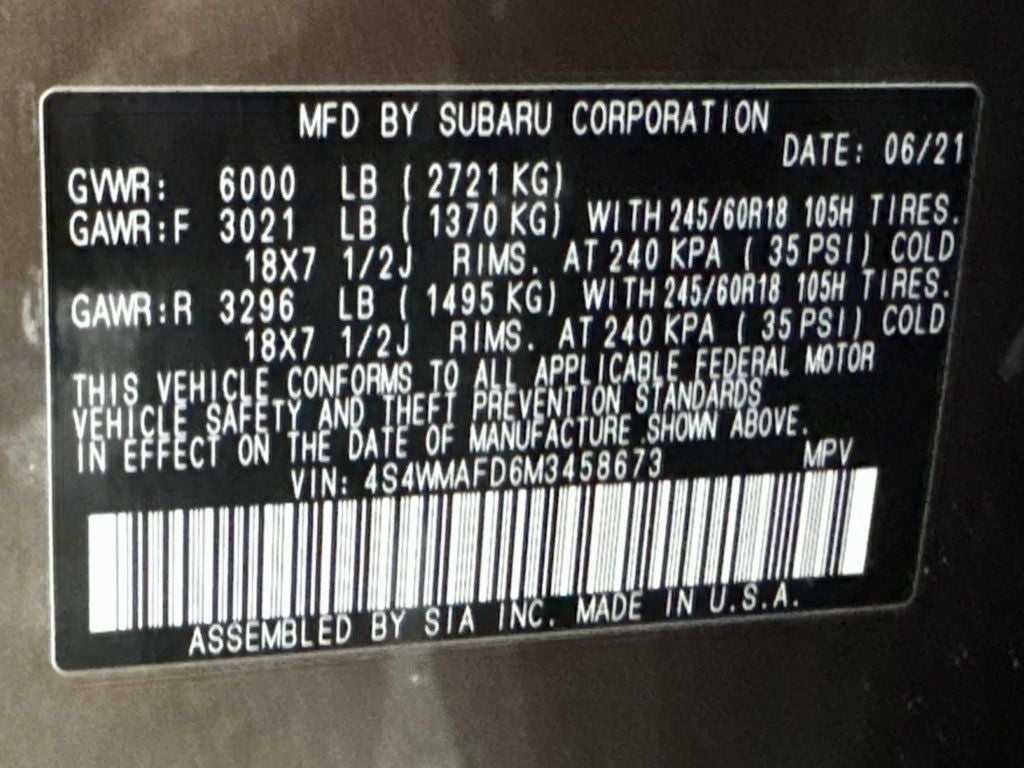 MFD BY SUBARU CORPORATION
DATE: 06/21
GVWR: 6000 LB ( 2721 KG)
GAWR:F 3021 LB ( 1370 KG) WITH 245/60R18 105H TIRES.
18X7 1/2J RIMS. AT 240 KPA ( 35 PSI) COLD
GAWR:R 3296 LB ( 1495 KG) WITH 245/60R18 105H TIRES.
18X7 1/2J RIMS. AT 240 KPA ( 35 PSI) COLD
THIS VEHICLE CONFORMS TO ALL APPLICABLE FEDERAL MOTOR
VEHICLE SAFETY AND THEFT PREVENTION STANDARDS
IN EFFECT ON THE DATE OF MANUFACTURE SHOWN ABOVE.
VIN: 4S4WMAFD6M3458673 MPV
ASSEMBLED BY SIA INC. MADE IN U.S.A.